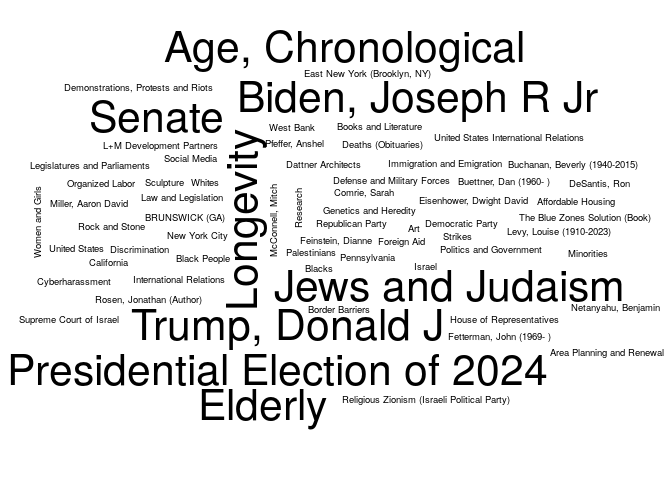 Age, Chronological
East New York (Brooklyn, NY)
Demonstrations, Protests and Riots
Biden, Joseph R Jr
Senate
West Bank
Books and Literature
United States International Relations
L+M Development Partners
Pfeffer, Anshel
Deaths (Obituaries)
Social Media
Legislatures and Parliaments
Longevity
Dattner Architects
Immigration and Emigration
Buchanan, Beverly (1940-2015)
Organized Labor
Sculpture
Whites
Defense and Military Forces
Buettner, Dan (1960- )
DeSantis, Ron
Women and Girls
Miller, Aaron David
Law and Legislation
McConnell, Mitch
Research
Comrie, Sarah
Eisenhower, Dwight David
Affordable Housing
Genetics and Heredity
BRUNSWICK (GA)
The Blue Zones Solution (Book)
Rock and Stone
Republican Party
Art
Democratic Party
New York City
Levy, Louise (1910-2023)
Feinstein, Dianne
Foreign Aid
Strikes
United States
Discrimination
Palestinians
Pennsylvania
Politics and Government
Minorities
California
Black People
Blacks
Israel
Cyberharassment
International Relations
Jews and Judaism
Rosen, Jonathan (Author)
Border Barriers
Netanyahu, Benjamin
Supreme Court of Israel
Trump, Donald J
House of Representatives
Fetterman, John (1969- )
Area Planning and Renewal
Presidential Election of 2024
Elderly
Religious Zionism (Israeli Political Party)